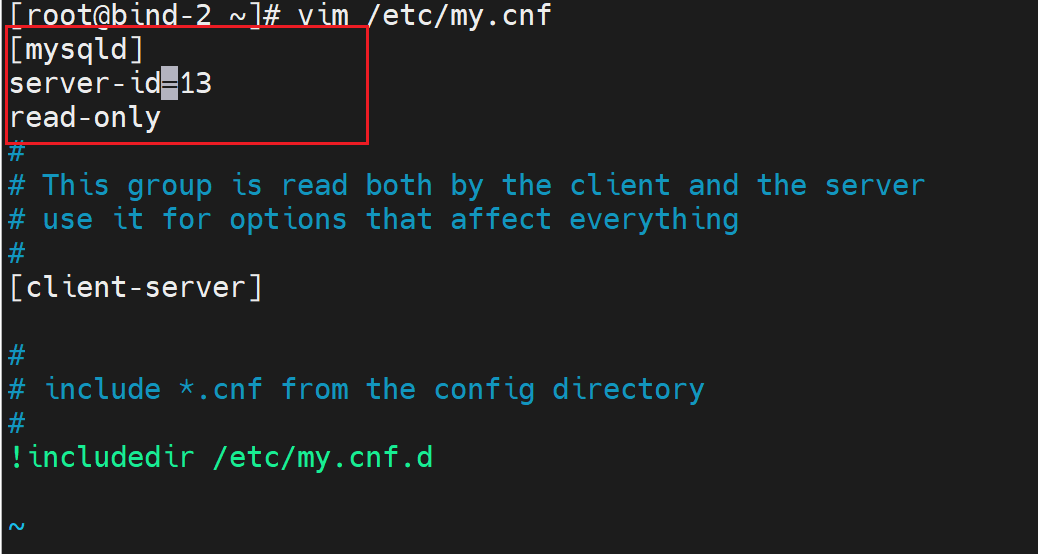 [root@bind-2 ~]# vim /etc/my.cnf
[mysqld]
server-id=13
read-only
#
# This group is read both by the client and the server
# use it for options that affect everything
#
[client-server]
#
# include *.cnf from the config directory
#
!includedir /etc/my.cnf.d
~